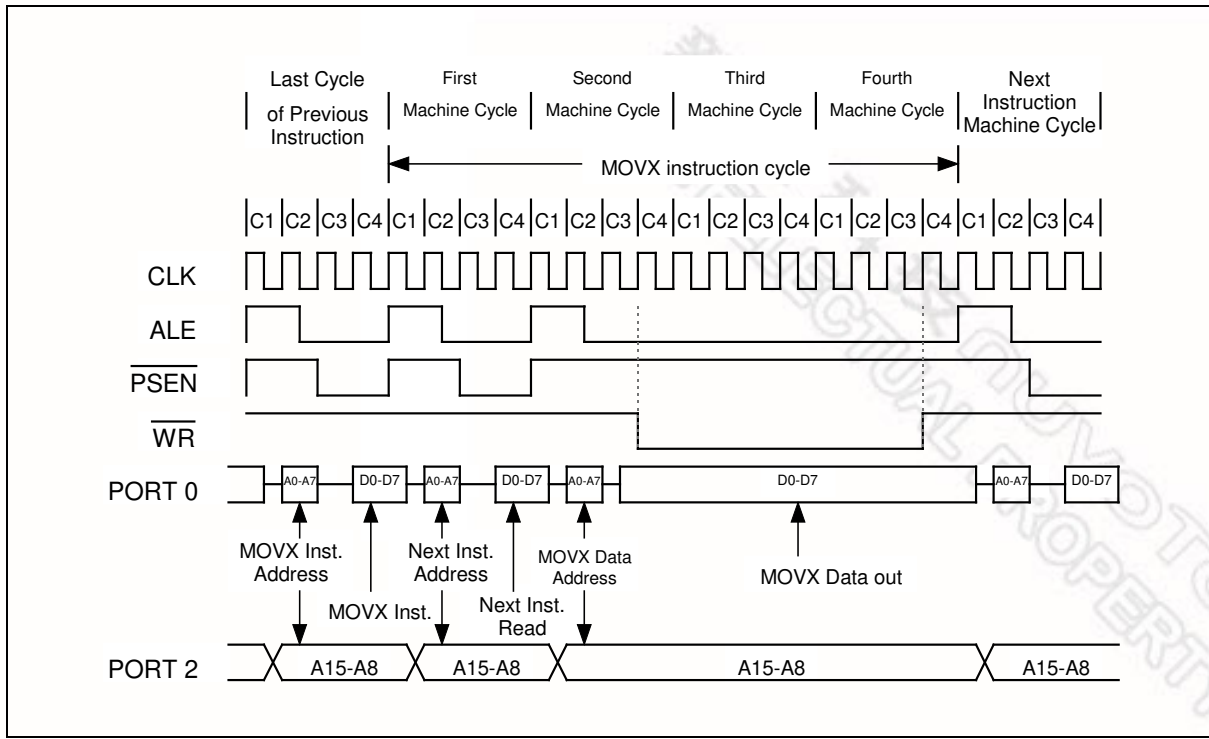 Last Cycle of Previous Instruction
First Machine Cycle
Second Machine Cycle
Third Machine Cycle
Fourth Machine Cycle
Next Instruction Machine Cycle
MOVX instruction cycle
C1 C2 C3 C4 C1 C2 C3 C4 C1 C2 C3 C4 C1 C2 C3 C4 C1 C2 C3 C4 C1 C2 C3 C4
CLK
ALE
PSEN
WR
PORT 0 A0-A7 D0-D7 A0-A7 D0-D7 A0-A7 D0-D7 A0-A7 D0-D7
MOVX Inst. Address
MOVX Inst.
Next Inst. Address
Next Inst. Read
MOVX Data Address
MOVX Data out
PORT 2 A15-A8 A15-A8 A15-A8 A15-A8
NUVOTO
PROPERTY